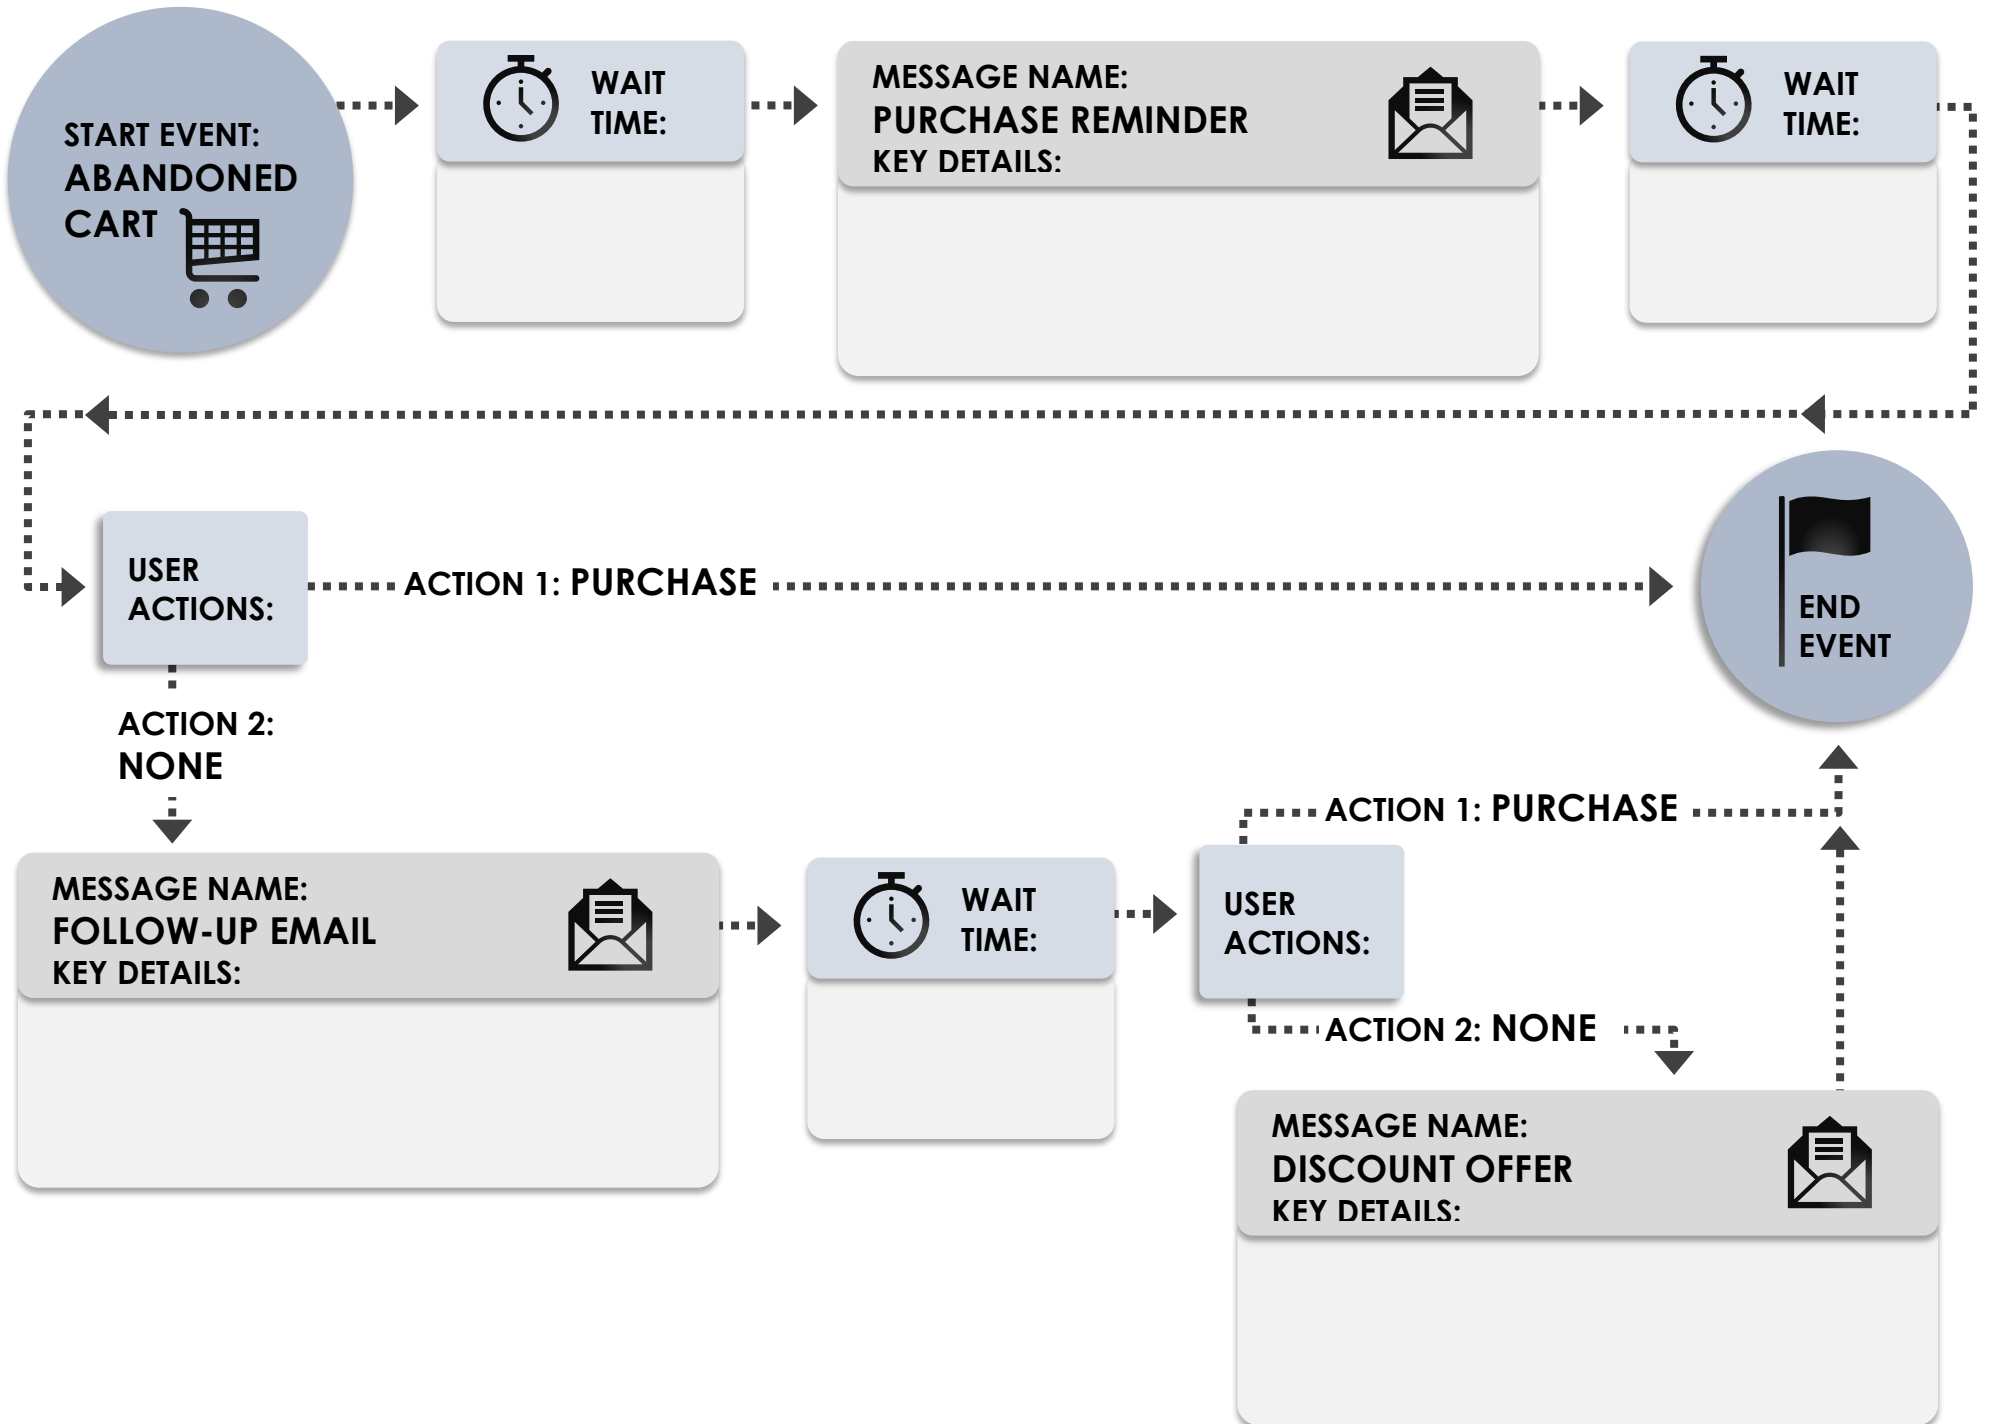 START EVENT:
ABANDONED
CART
WAIT
TIME:
MESSAGE NAME:
PURCHASE REMINDER
KEY DETAILS:
WAIT
TIME:
USER
ACTIONS:
ACTION 1: PURCHASE
END
EVENT
ACTION 2:
NONE
MESSAGE NAME:
FOLLOW-UP EMAIL
KEY DETAILS:
WAIT
TIME:
USER
ACTIONS:
ACTION 1: PURCHASE
ACTION 2: NONE
MESSAGE NAME:
DISCOUNT OFFER
KEY DETAILS: